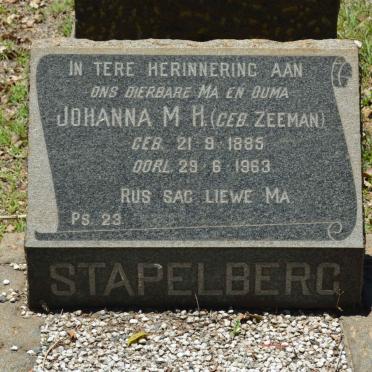 IN TERE HERINNERING AAN
ONS DIERBARE MA EN OUMA
JOHANNA M H (GEB. ZEEMAN)
GEB. 21·9·1885
OORL. 29·6·1963
RUS SAG LIEWE MA
PS. 23
STAPELBERG